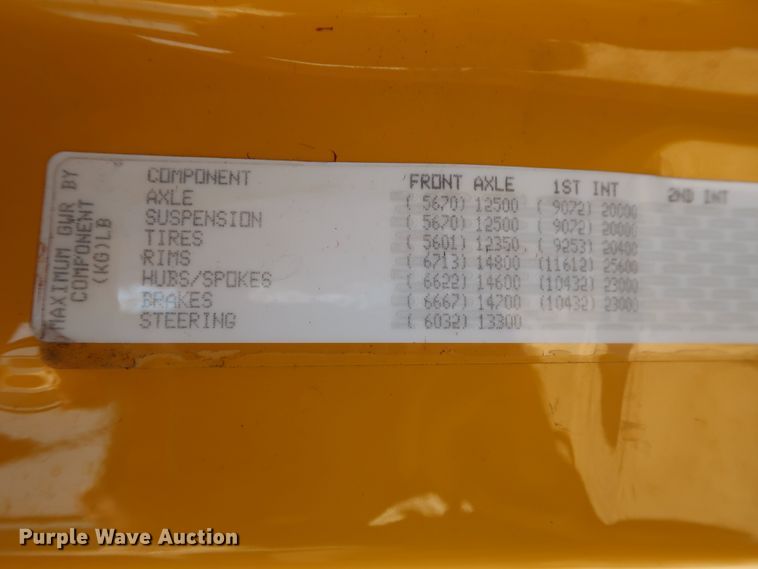 MAXIMUM GWR BY
COMPONENT
(KG)LB
COMPONENT FRONT AXLE 1ST INT 2ND INT
AXLE ( 5670) 12500 ( 9072) 20000
SUSPENSION ( 5670) 12500 ( 9072) 20000
TIRES ( 5601) 12350 ( 9253) 20400
RIMS ( 6713) 14800 (11612) 25600
HUBS/SPOKES ( 6622) 14600 (10432) 23000
BRAKES ( 6667) 14700 (10432) 23000
STEERING ( 6032) 13300
Purple Wave Auction